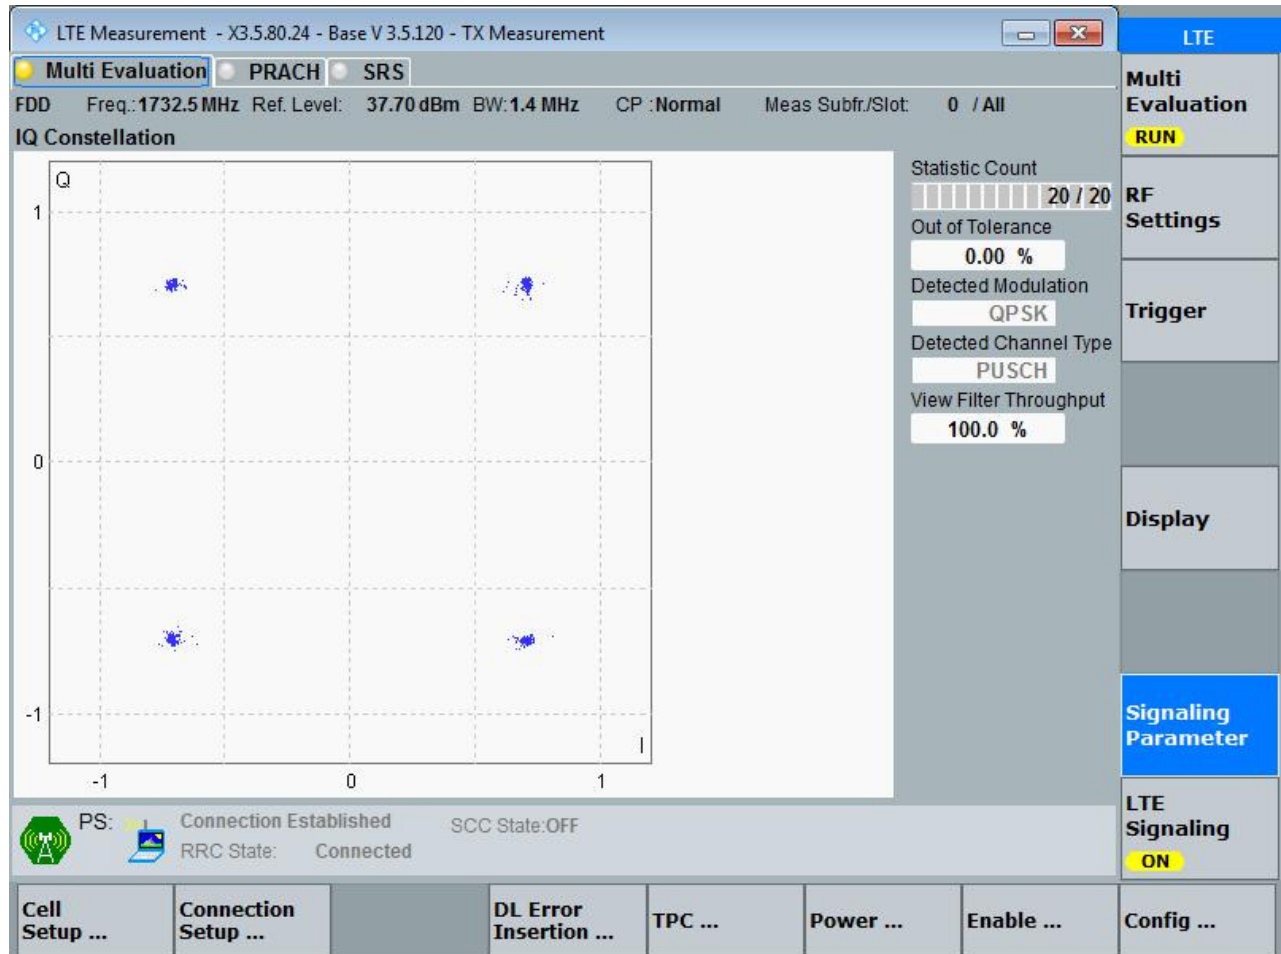 LTE Measurement - X3.5.80.24 - Base V 3.5.120 - TX Measurement
LTE
Multi Evaluation PRACH SRS
FDD Freq.: 1732.5 MHz Ref. Level: 37.70 dBm BW: 1.4 MHz CP : Normal Meas Subfr./Slot: 0 / All
IQ Constellation
Q
1
0
-1
I
-1 0 1
Statistic Count
20 / 20
Out of Tolerance
0.00 %
Detected Modulation
QPSK
Detected Channel Type
PUSCH
View Filter Throughput
100.0 %
Multi
Evaluation
RUN
RF
Settings
Trigger
Display
Signaling
Parameter
LTE
Signaling
ON
PS: Connection Established SCC State: OFF
RRC State: Connected
Cell
Setup ...
Connection
Setup ...
DL Error
Insertion ...
TPC ...
Power ...
Enable ...
Config ...